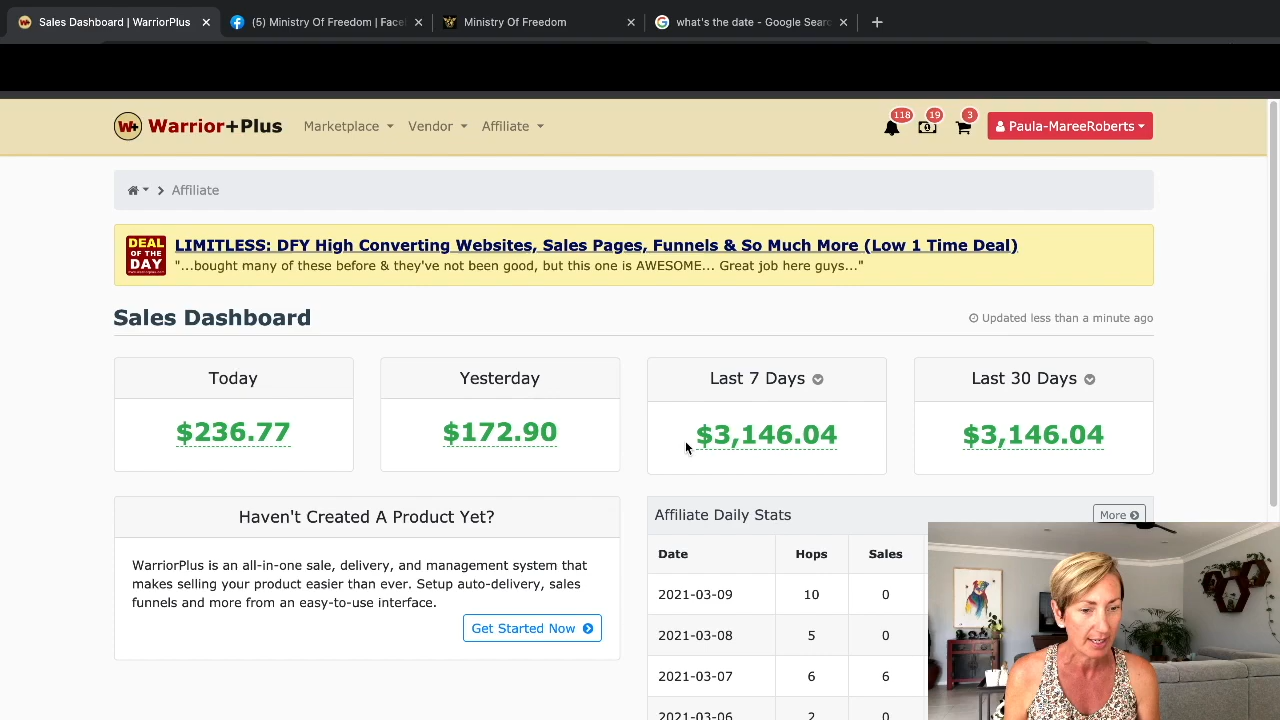 Sales Dashboard | WarriorPlus
(5) Ministry Of Freedom | Face
Ministry Of Freedom
what's the date - Google Sear
W+ Warrior+Plus
Marketplace
Vendor
Affiliate
118
19
3
Paula-MareeRoberts
Affiliate
DEAL OF THE DAY
LIMITLESS: DFY High Converting Websites, Sales Pages, Funnels & So Much More (Low 1 Time Deal)
"...bought many of these before & they've not been good, but this one is AWESOME... Great job here guys..."
Sales Dashboard
Updated less than a minute ago
Today
Yesterday
Last 7 Days
Last 30 Days
$236.77
$172.90
$3,146.04
$3,146.04
Haven't Created A Product Yet?
WarriorPlus is an all-in-one sale, delivery, and management system that
makes selling your product easier than ever. Setup auto-delivery, sales
funnels and more from an easy-to-use interface.
Get Started Now
Affiliate Daily Stats
More
Date Hops Sales
2021-03-09 10 0
2021-03-08 5 0
2021-03-07 6 6
2021-03-06 2 0